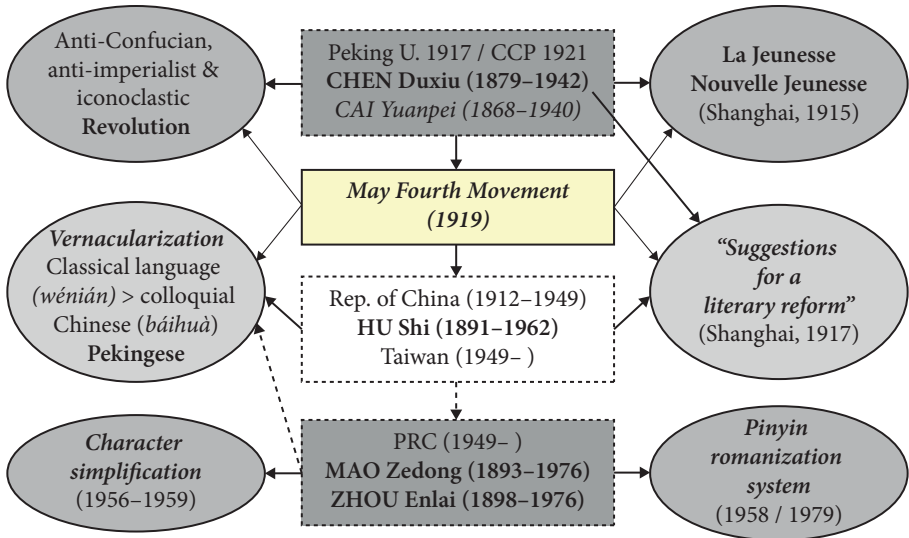 Anti-Confucian,
anti-imperialist &
iconoclastic
Revolution
Peking U. 1917 / CCP 1921
CHEN Duxiu (1879–1942)
CAI Yuanpei (1868–1940)
La Jeunesse
Nouvelle Jeunesse
(Shanghai, 1915)
May Fourth Movement
(1919)
Vernacularization
Classical language
(wénián) > colloquial
Chinese (báihuà)
Pekingese
Rep. of China (1912–1949)
HU Shi (1891–1962)
Taiwan (1949– )
“Suggestions
for a
literary reform”
(Shanghai, 1917)
Character
simplification
(1956–1959)
PRC (1949– )
MAO Zedong (1893–1976)
ZHOU Enlai (1898–1976)
Pinyin
romanization
system
(1958 / 1979)